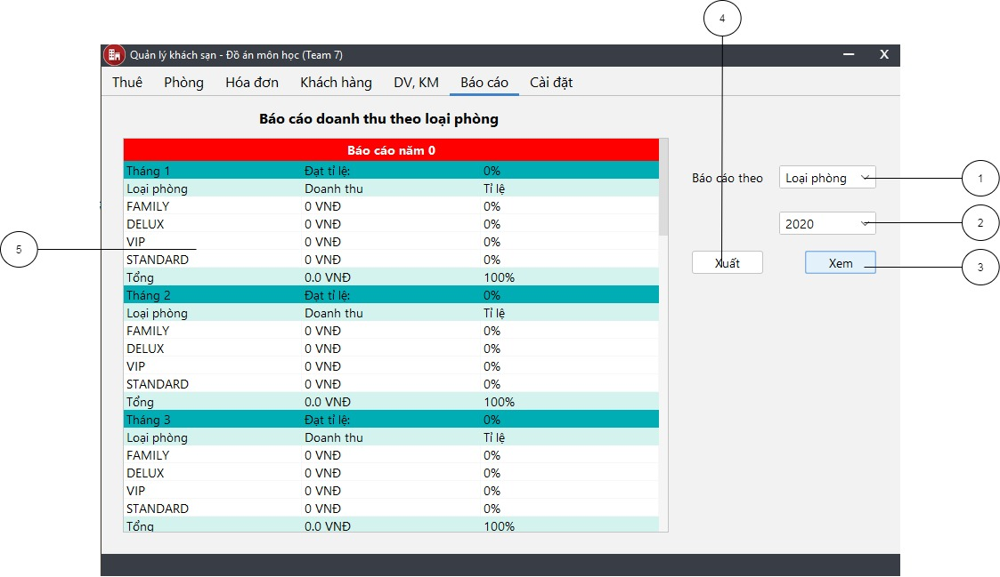 4
Quản lý khách sạn - Đồ án môn học (Team 7)
X
Thuê Phòng Hóa đơn Khách hàng DV, KM Báo cáo Cài đặt
Báo cáo doanh thu theo loại phòng
Báo cáo năm 0
Tháng 1 Đạt tỉ lệ: 0%
Loại phòng Doanh thu Tỉ lệ
FAMILY 0 VNĐ 0%
DELUX 0 VNĐ 0%
VIP 0 VNĐ 0%
STANDARD 0 VNĐ 0%
Tổng 0.0 VNĐ 100%
Tháng 2 Đạt tỉ lệ: 0%
Loại phòng Doanh thu Tỉ lệ
FAMILY 0 VNĐ 0%
DELUX 0 VNĐ 0%
VIP 0 VNĐ 0%
STANDARD 0 VNĐ 0%
Tổng 0.0 VNĐ 100%
Tháng 3 Đạt tỉ lệ: 0%
Loại phòng Doanh thu Tỉ lệ
FAMILY 0 VNĐ 0%
DELUX 0 VNĐ 0%
VIP 0 VNĐ 0%
STANDARD 0 VNĐ 0%
Tổng 0.0 VNĐ 100%
Báo cáo theo Loại phòng 1
2020 2
Xuất Xem 3
5